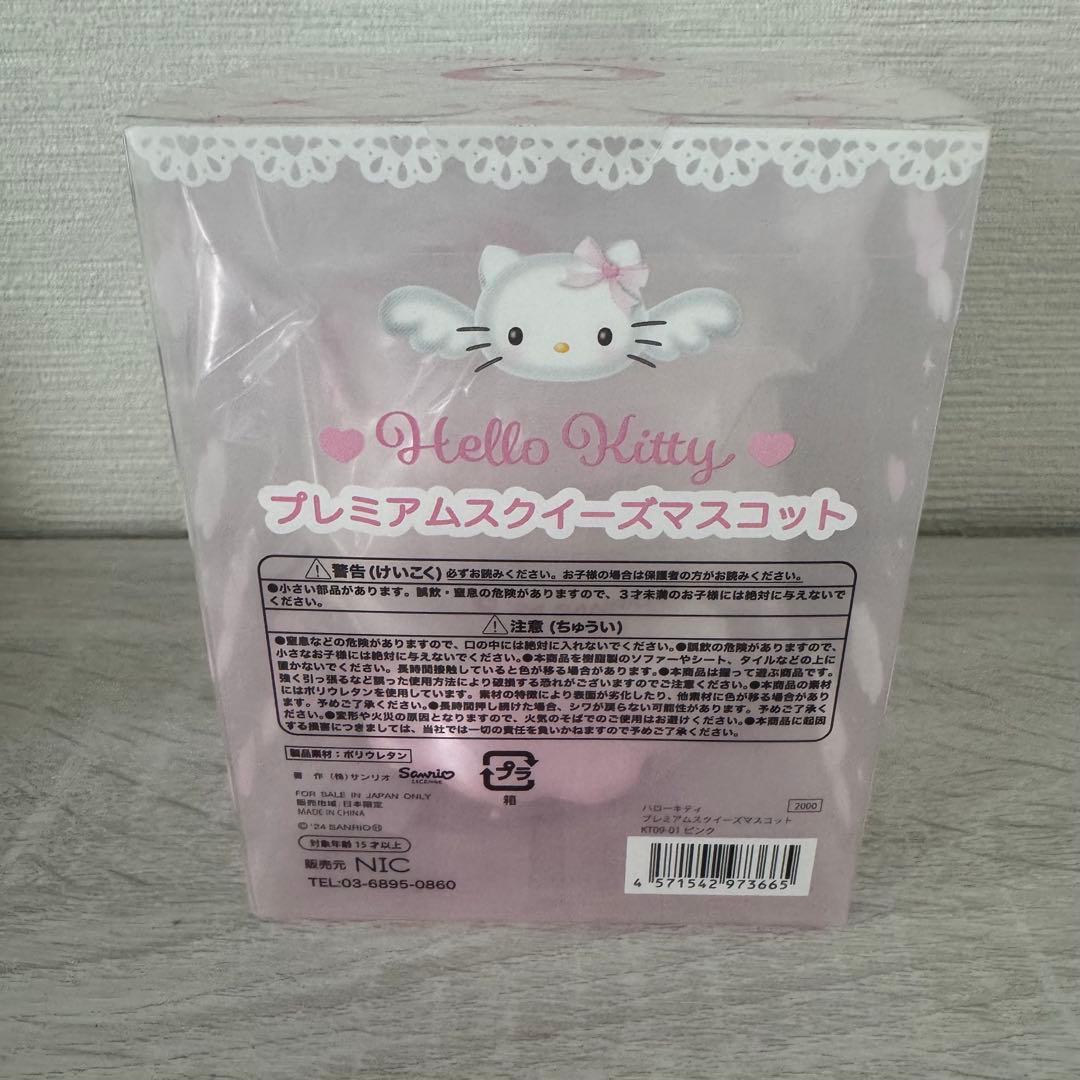 Hello Kitty
プレミアムスクイーズマスコット
⚠警告(けいこく)必ずお読みください。お子様の場合は保護者の方がお読みください。
●小さい部品があります。誤飲・窒息の危険がありますので、3才未満のお子様には絶対に与えないで
ください。
⚠注意(ちゅうい)
●窒息などの危険がありますので、口の中には絶対に入れないでください。●誤飲の危険がありますので、
小さなお子様には絶対に与えないでください。●本商品を樹脂製のソファーやシート、タイルなどの上に
置かないでください。長時間接触していると色が移る場合があります。●本商品は握って遊ぶ商品です。
強く引っ張るなど誤った使用方法により破損する恐れがございますのでご注意ください。●本商品の素材
にはポリウレタンを使用しています。素材の特徴により表面が劣化したり、他素材に色が移る場合があり
ます。予めご了承ください。●長時間押し続けた場合、シワが戻らない可能性があります。予めご了承く
ださい。●変形や火災の原因となりますので、火気のそばでのご使用はお避けください。●本商品に起因
する損害につきましては、当社では一切の責任を負いかねますので予めご了承ください。
製品素材:ポリウレタン
著 作 (株)サンリオ Sanrio LICENSE
プラ
箱
FOR SALE IN JAPAN ONLY
販売地域:日本限定
MADE IN CHINA
©'24 SANRIO®
対象年齢15才以上
販売元 NIC
TEL:03-6895-0860
ハローキティ 2000
プレミアムスクイーズマスコット
KT09-01 ピンク
4 571542 973665